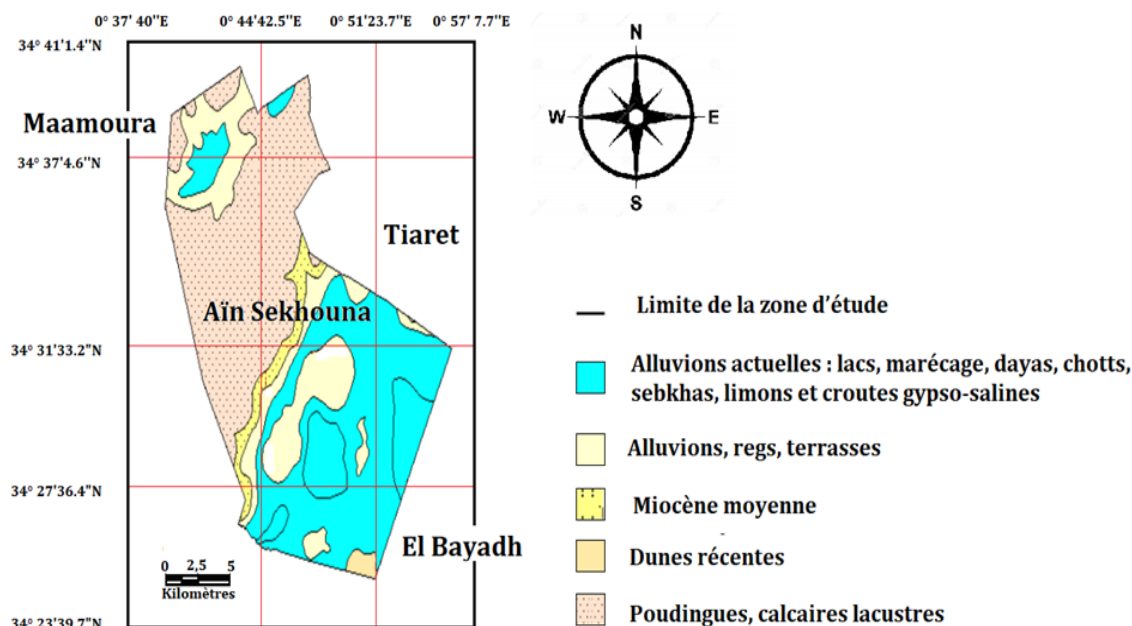 0° 37' 40'' 0° 44'42.5'' 0° 51'23.7'' 0° 57' 7.7''
34° 41'1.4''N
Maamoura
34° 37'4.6''N
Tiaret
Aïn Sekhouna
34° 31'33.2''N
34° 27'36.4''N
El Bayadh
0 2,5 5
Kilomètres
34° 23'39.7''N
N
W E
S
Limite de la zone d'étude
Alluvions actuelles : lacs, marécage, dayas, chotts,
sebkhas, limons et croutes gypso-salines
Alluvions, regs, terrasses
Miocène moyenne
Dunes récentes
Poudingues, calcaires lacustres